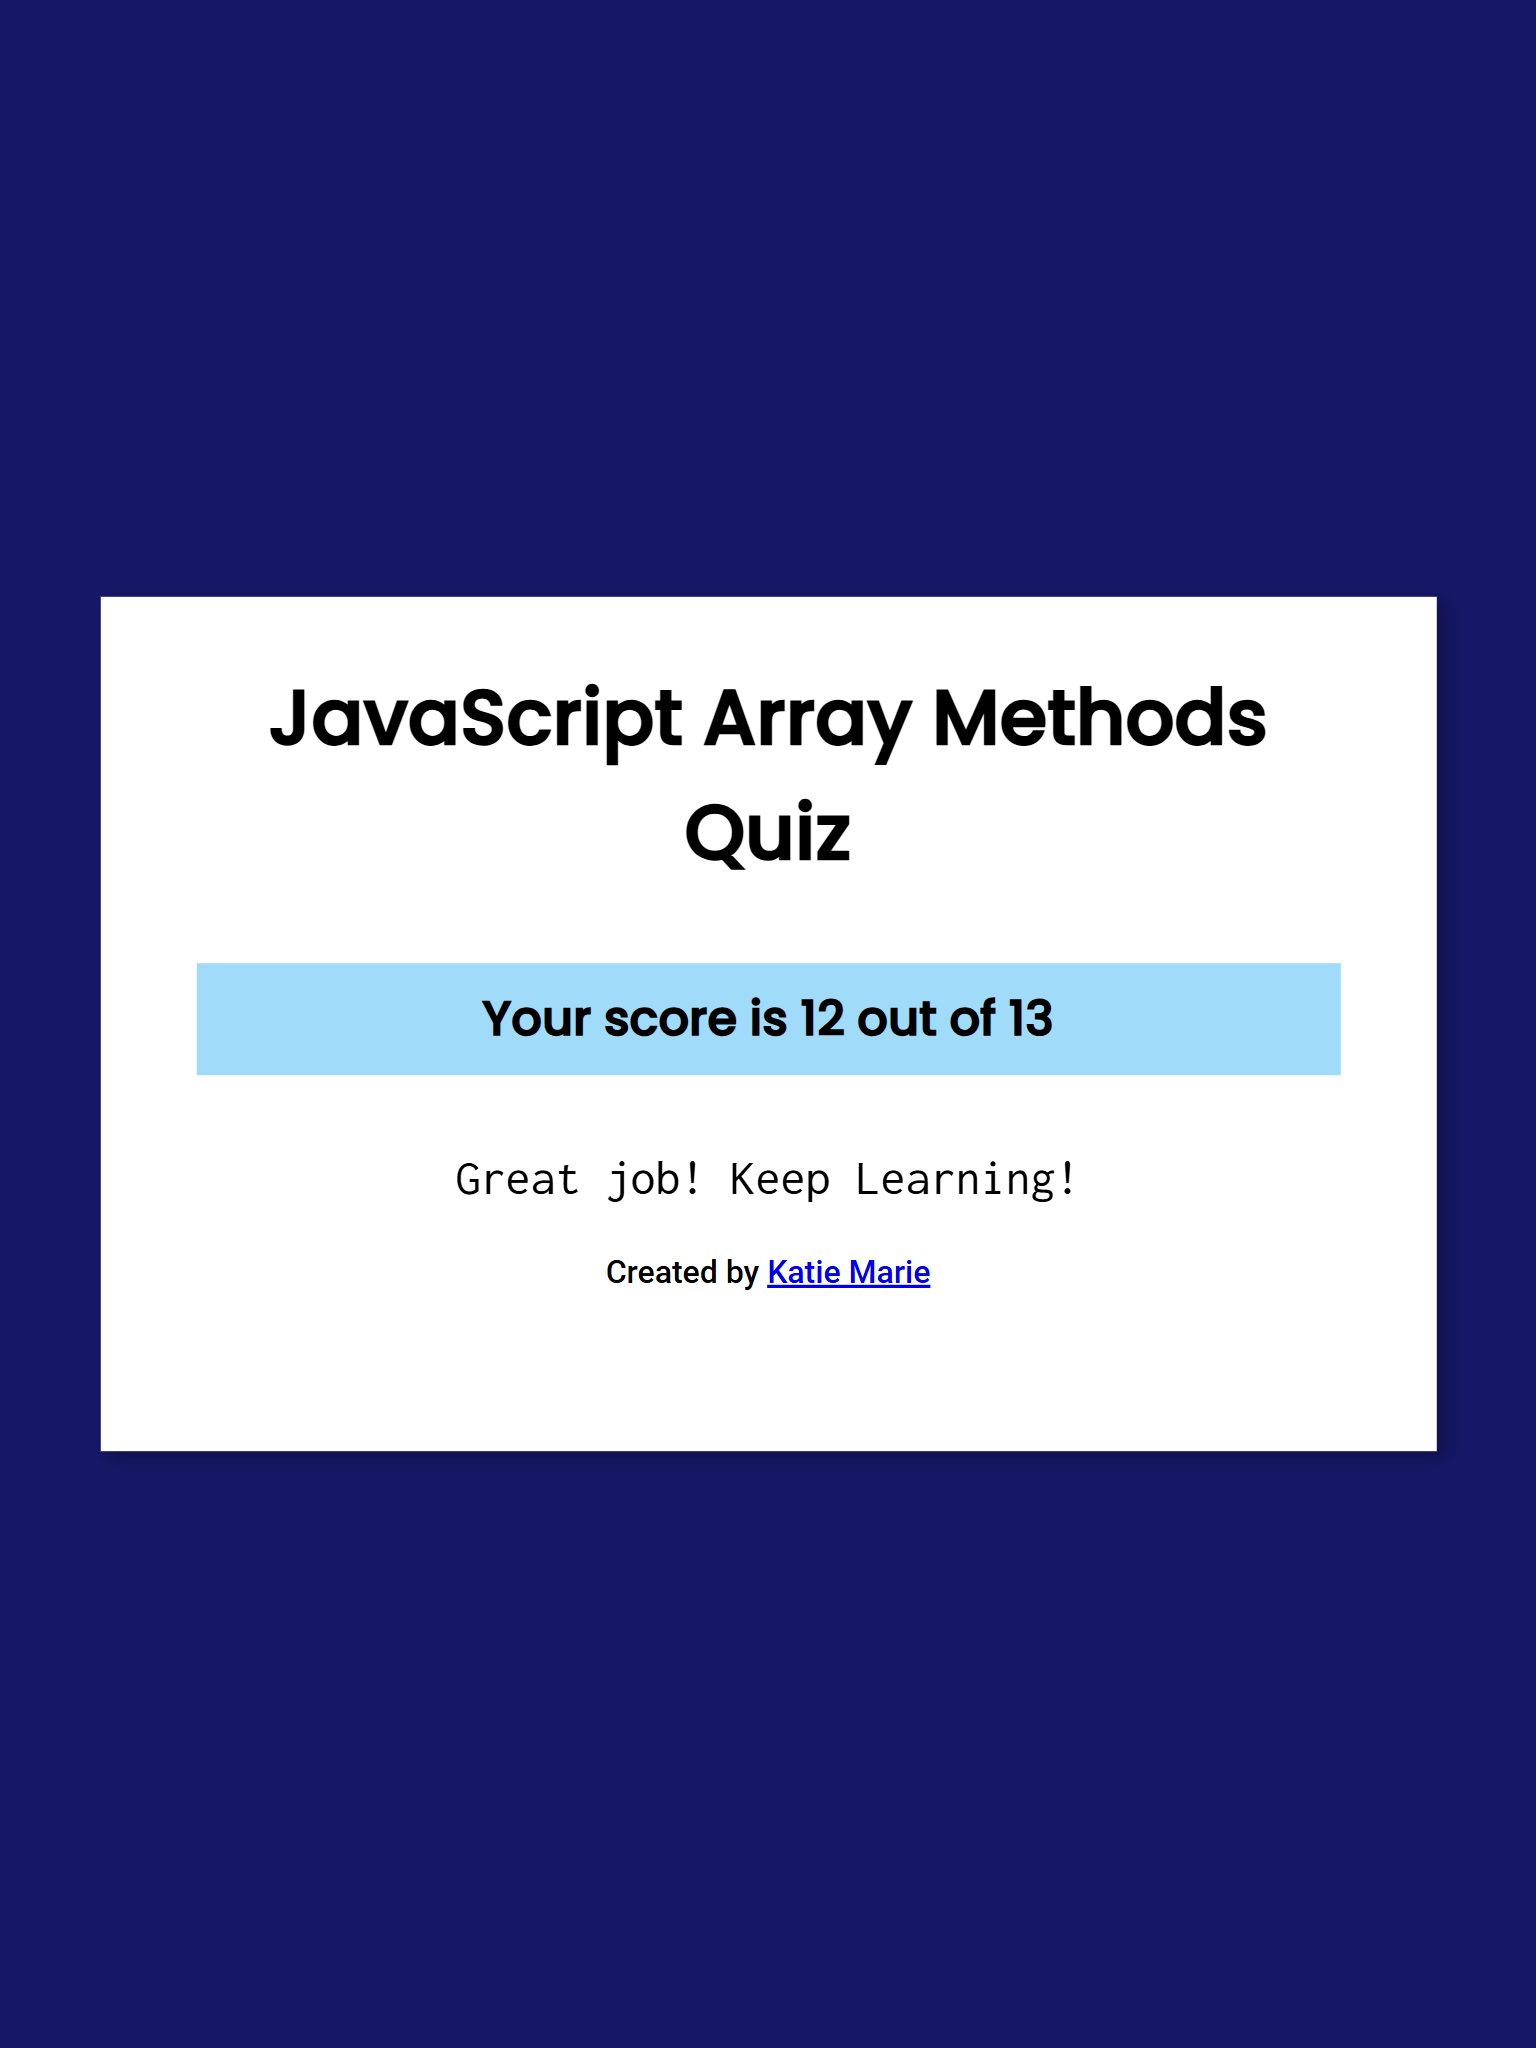 JavaScript Array Methods
Quiz
Your score is 12 out of 13
Great job! Keep Learning!
Created by Katie Marie